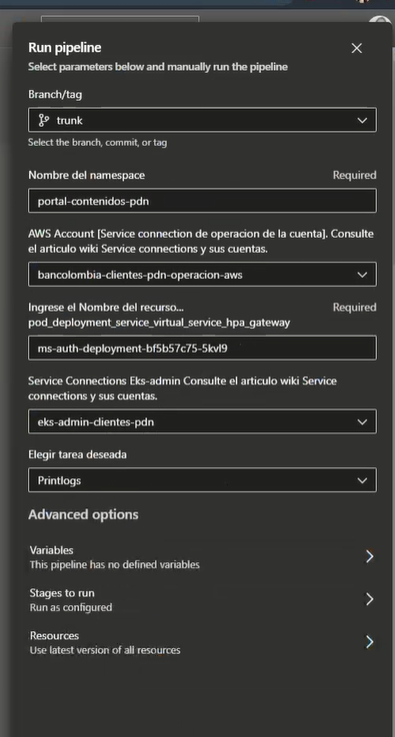 Run pipeline
Select parameters below and manually run the pipeline
Branch/tag
trunk
Select the branch, commit, or tag
Nombre del namespace Required
portal-contenidos-pdn
AWS Account [Service connection de operacion de la cuenta]. Consulte
el articulo wiki Service connections y sus cuentas.
bancolombia-clientes-pdn-operacion-aws
Ingrese el Nombre del recurso... Required
pod_deployment_service_virtual_service_hpa_gateway
ms-auth-deployment-bf5b57c75-5kvl9
Service Connections Eks-admin Consulte el articulo wiki Service
connections y sus cuentas.
eks-admin-clientes-pdn
Elegir tarea deseada
Printlogs
Advanced options
Variables
This pipeline has no defined variables
Stages to run
Run as configured
Resources
Use latest version of all resources